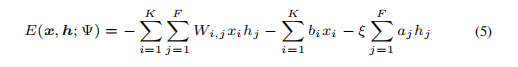 E(x, h; Ψ) = − ∑_{i=1}^{K} ∑_{j=1}^{F} W_{i,j} x_i h_j − ∑_{i=1}^{K} b_i x_i − ξ ∑_{j=1}^{F} a_j h_j (5)